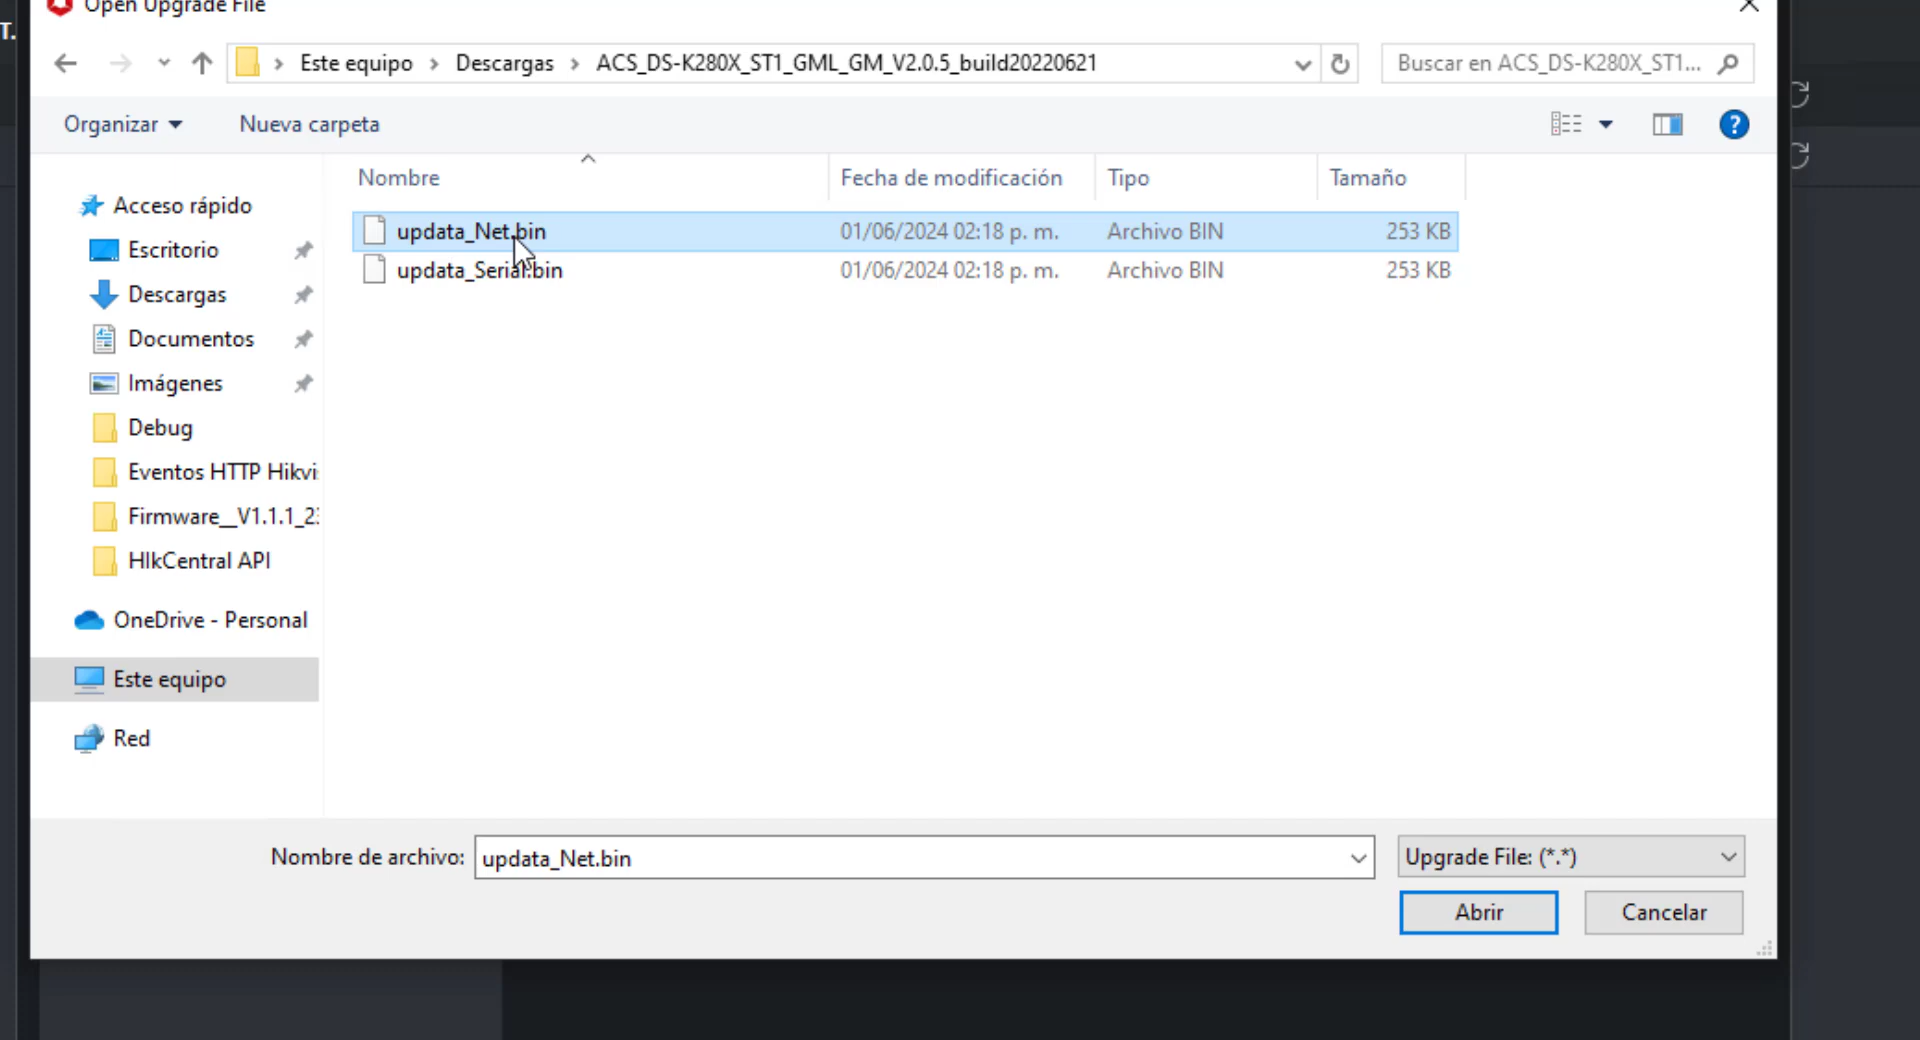 Open Upgrade File
T.
Este equipo > Descargas > ACS_DS-K280X_ST1_GML_GM_V2.0.5_build20220621
Buscar en ACS_DS-K280X_ST1...
Organizar
Nueva carpeta
?
Nombre
Fecha de modificación
Tipo
Tamaño
Acceso rápido
Escritorio
Descargas
Documentos
Imágenes
Debug
Eventos HTTP Hikvi
Firmware__V1.1.1_23
HIkCentral API
OneDrive - Personal
Este equipo
Red
updata_Net.bin 01/06/2024 02:18 p. m. Archivo BIN 253 KB
updata_Serial.bin 01/06/2024 02:18 p. m. Archivo BIN 253 KB
Nombre de archivo: updata_Net.bin
Upgrade File: (*.*)
Abrir
Cancelar